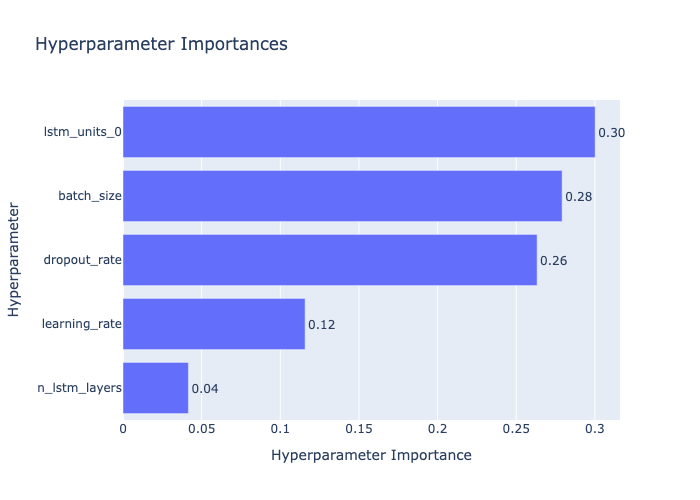 Hyperparameter Importances
Hyperparameter
lstm_units_0
0.30
batch_size
0.28
dropout_rate
0.26
learning_rate
0.12
n_lstm_layers
0.04
0
0.05
0.1
0.15
0.2
0.25
0.3
Hyperparameter Importance